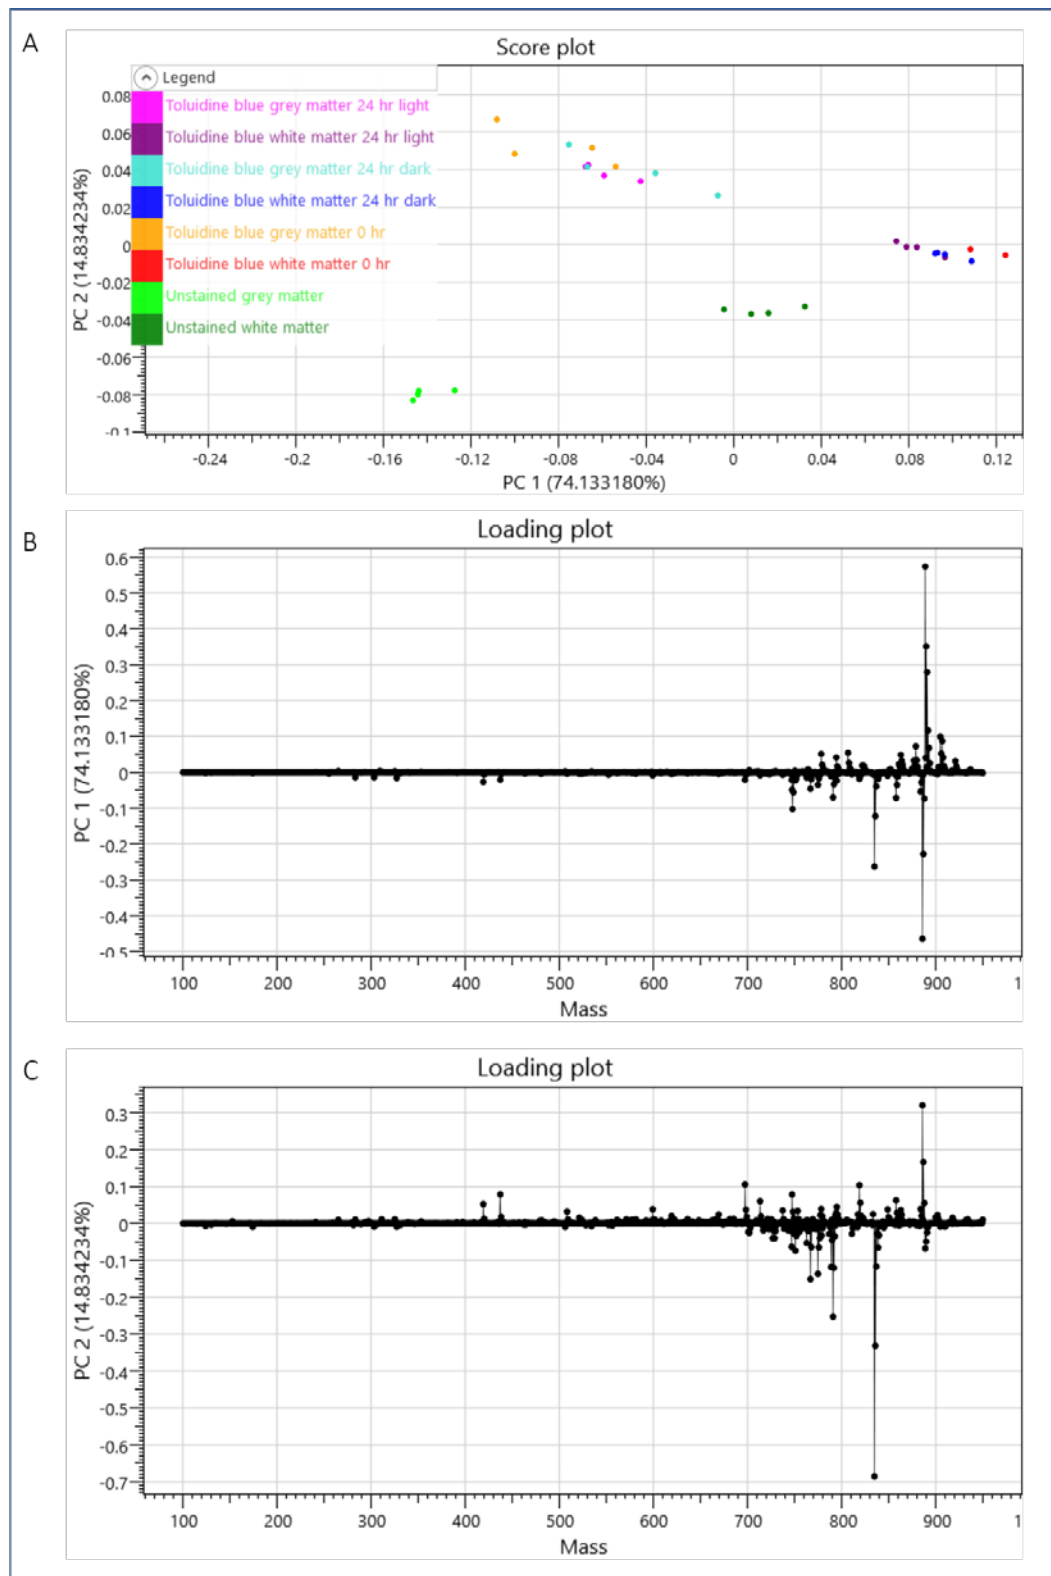 A
Score plot
Legend
Toluidine blue grey matter 24 hr light
Toluidine blue white matter 24 hr light
Toluidine blue grey matter 24 hr dark
Toluidine blue white matter 24 hr dark
Toluidine blue grey matter 0 hr
Toluidine blue white matter 0 hr
Unstained grey matter
Unstained white matter
PC 2 (14.834234%)
0.08
0.06
0.04
0.02
0
-0.02
-0.04
-0.06
-0.08
-0.1
-0.24 -0.2 -0.16 -0.12 -0.08 -0.04 0 0.04 0.08 0.12
PC 1 (74.133180%)
B
Loading plot
PC 1 (74.133180%)
0.6
0.5
0.4
0.3
0.2
0.1
0
-0.1
-0.2
-0.3
-0.4
-0.5
100 200 300 400 500 600 700 800 900 1
Mass
C
Loading plot
PC 2 (14.834234%)
0.3
0.2
0.1
0
-0.1
-0.2
-0.3
-0.4
-0.5
-0.6
-0.7
100 200 300 400 500 600 700 800 900 1
Mass